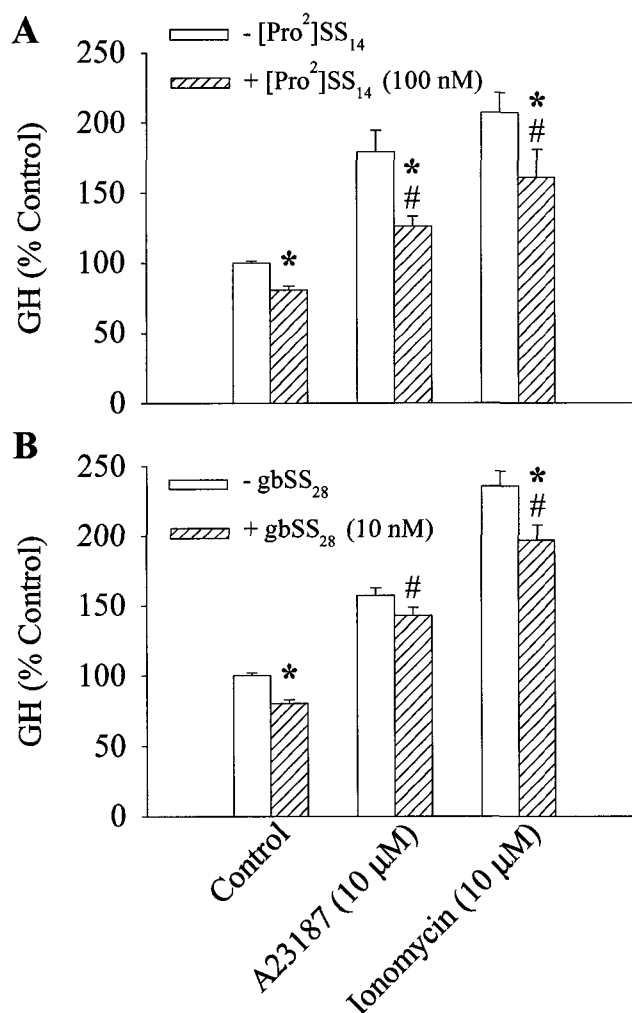 A
- [Pro²]SS₁₄
+ [Pro²]SS₁₄ (100 nM)
GH (% Control)
250
200
150
100
50
0
*
*
#
*
#
B
- gbSS₂₈
+ gbSS₂₈ (10 nM)
GH (% Control)
250
200
150
100
50
0
*
#
*
#
Control
A23187 (10 µM)
Ionomycin (10 µM)